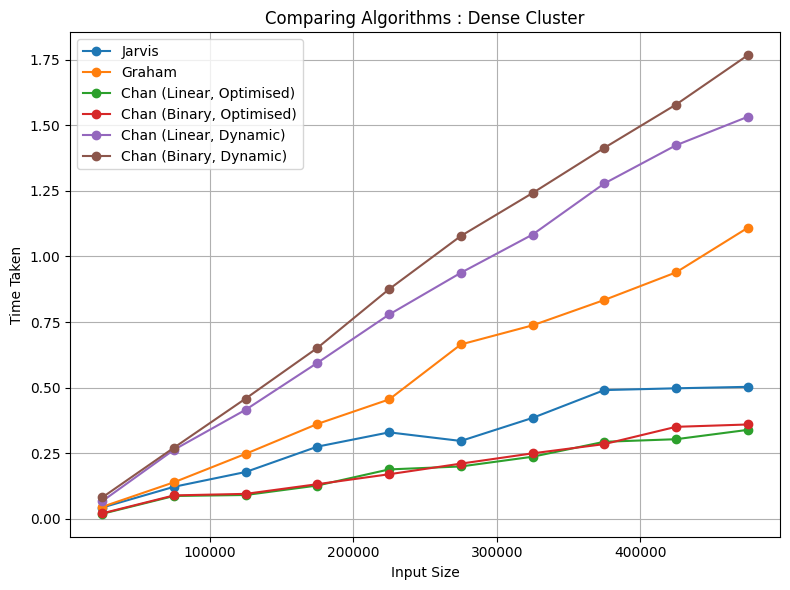 Comparing Algorithms : Dense Cluster
Jarvis
Graham
Chan (Linear, Optimised)
Chan (Binary, Optimised)
Chan (Linear, Dynamic)
Chan (Binary, Dynamic)
Time Taken
1.75
1.50
1.25
1.00
0.75
0.50
0.25
0.00
100000 200000 300000 400000
Input Size